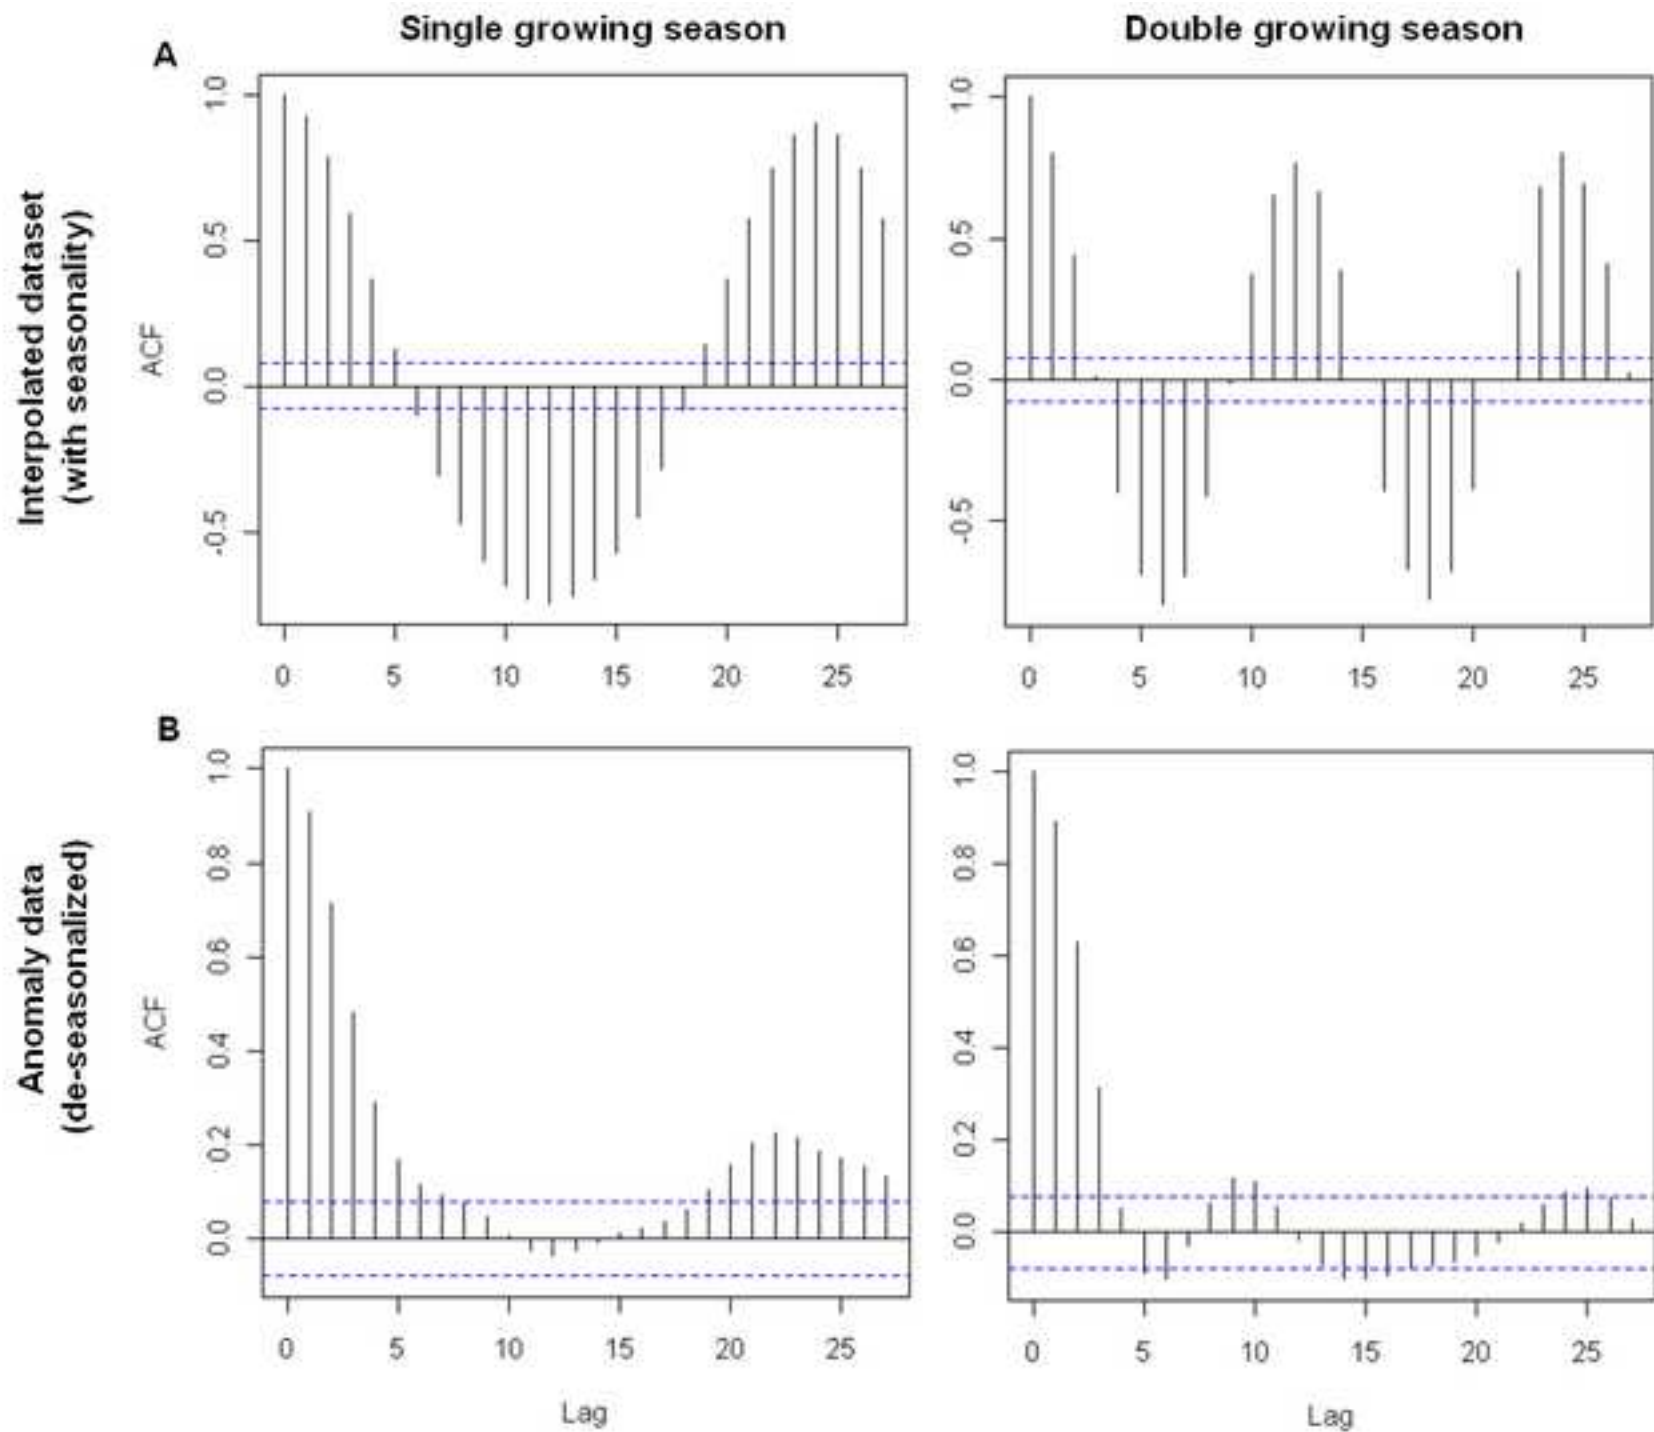 Single growing season
Double growing season
A
Interpolated dataset
(with seasonality)
ACF
1.0
0.5
0.0
-0.5
0 5 10 15 20 25
1.0
0.5
0.0
-0.5
0 5 10 15 20 25
B
Anomaly data
(de-seasonalized)
ACF
1.0
0.8
0.6
0.4
0.2
0.0
0 5 10 15 20 25
Lag
1.0
0.8
0.6
0.4
0.2
0.0
0 5 10 15 20 25
Lag